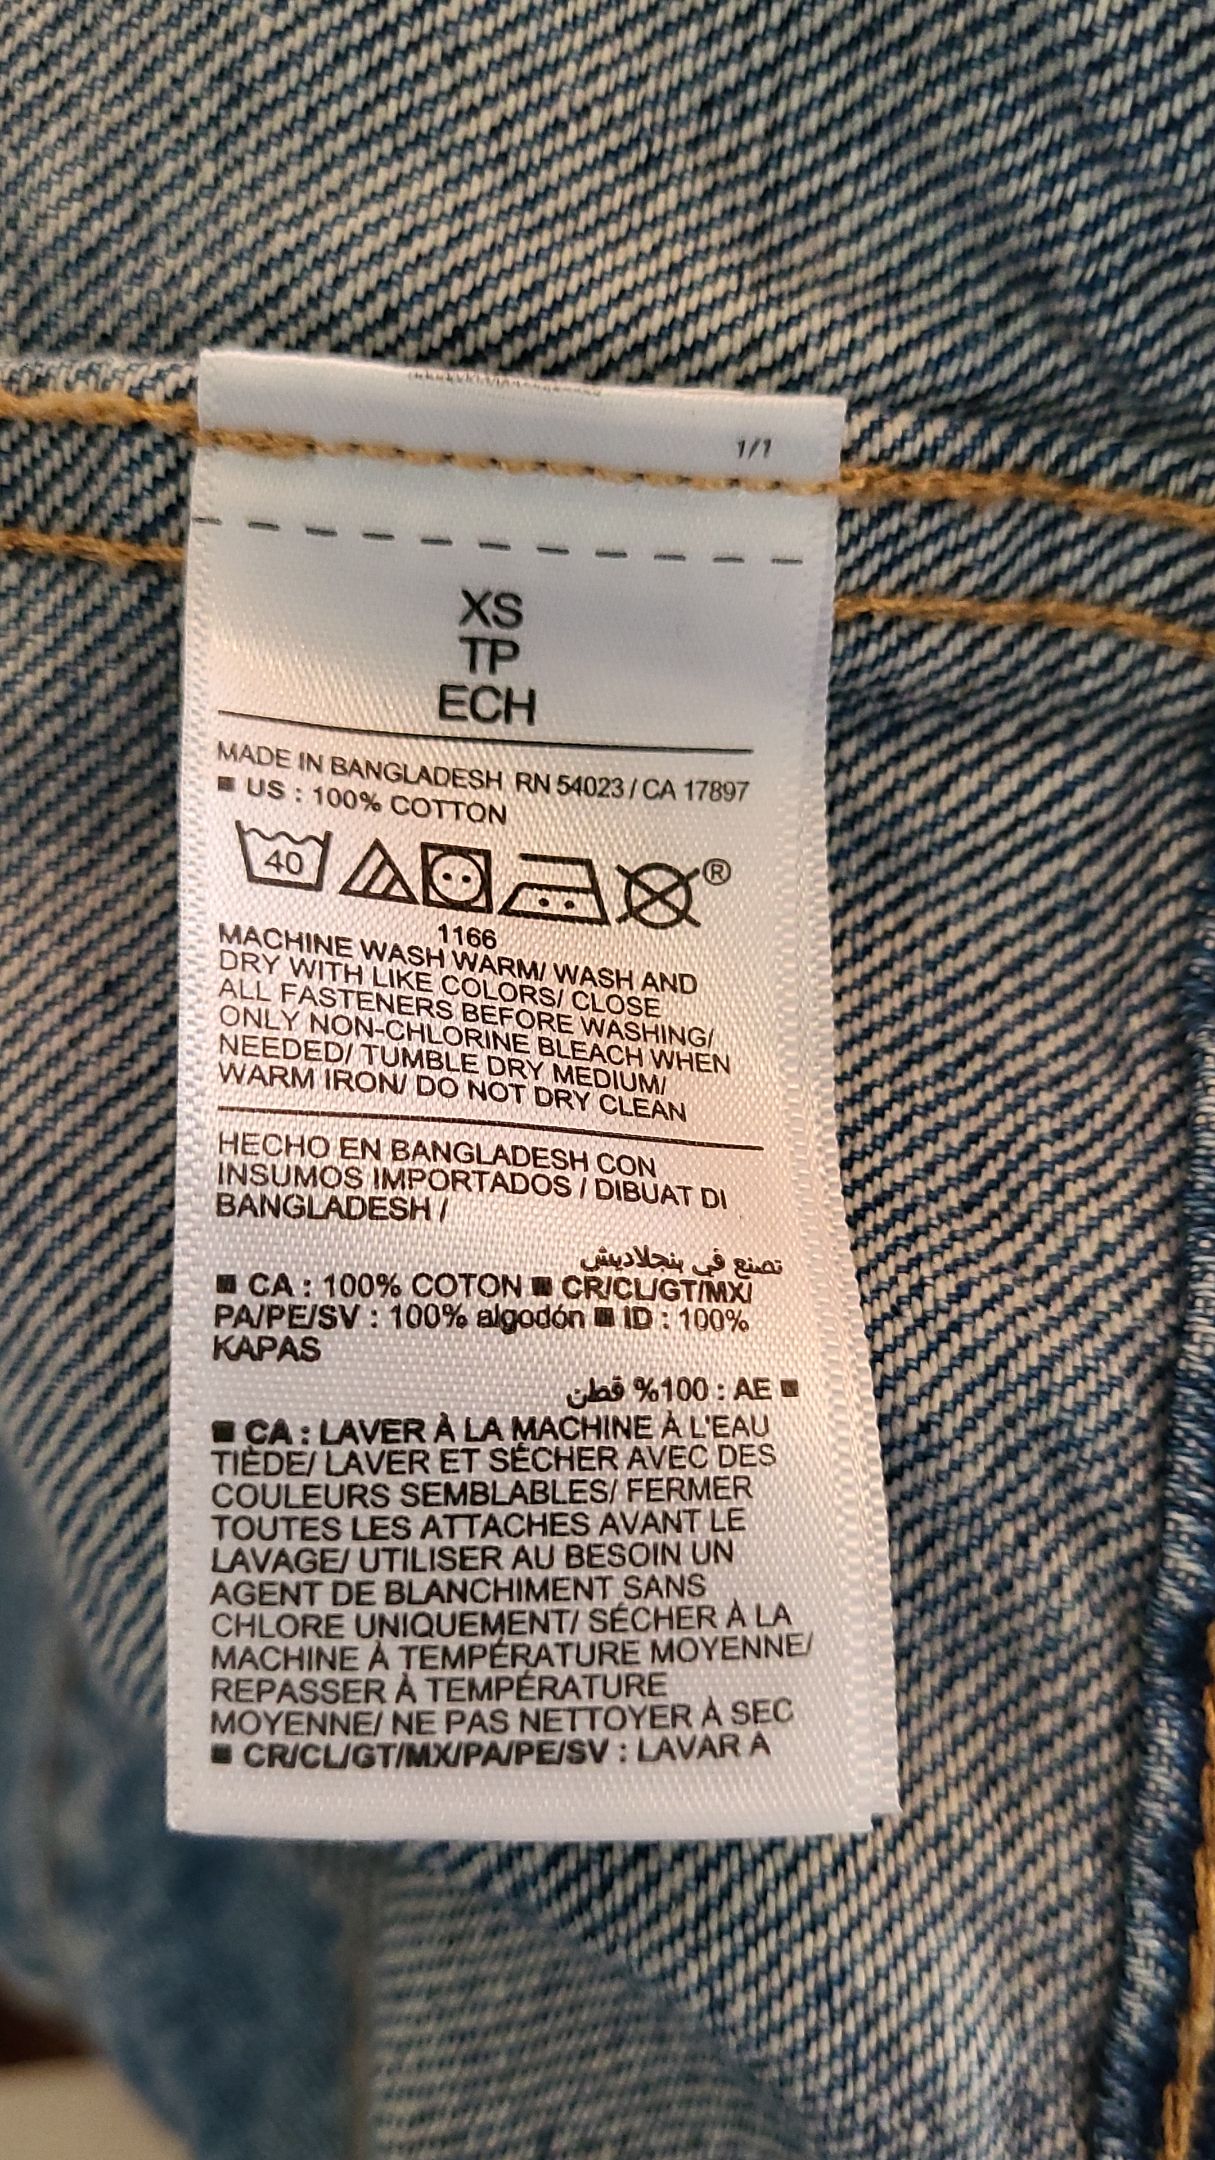 1/1
XS
TP
ECH
MADE IN BANGLADESH RN 54023 / CA 17897
■ US : 100% COTTON
40 ®
1166
MACHINE WASH WARM/ WASH AND
DRY WITH LIKE COLORS/ CLOSE
ALL FASTENERS BEFORE WASHING/
ONLY NON-CHLORINE BLEACH WHEN
NEEDED/ TUMBLE DRY MEDIUM/
WARM IRON/ DO NOT DRY CLEAN
HECHO EN BANGLADESH CON
INSUMOS IMPORTADOS / DIBUAT DI
BANGLADESH /
تصنع في بنجلاديش
■ CA : 100% COTON ■ CR/CL/GT/MX/
PA/PE/SV : 100% algodón ■ ID : 100%
KAPAS
■ AE : 100% قطن
■ CA : LAVER À LA MACHINE À L'EAU
TIÈDE/ LAVER ET SÉCHER AVEC DES
COULEURS SEMBLABLES/ FERMER
TOUTES LES ATTACHES AVANT LE
LAVAGE/ UTILISER AU BESOIN UN
AGENT DE BLANCHIMENT SANS
CHLORE UNIQUEMENT/ SÉCHER À LA
MACHINE À TEMPÉRATURE MOYENNE/
REPASSER À TEMPÉRATURE
MOYENNE/ NE PAS NETTOYER À SEC
■ CR/CL/GT/MX/PA/PE/SV : LAVAR A